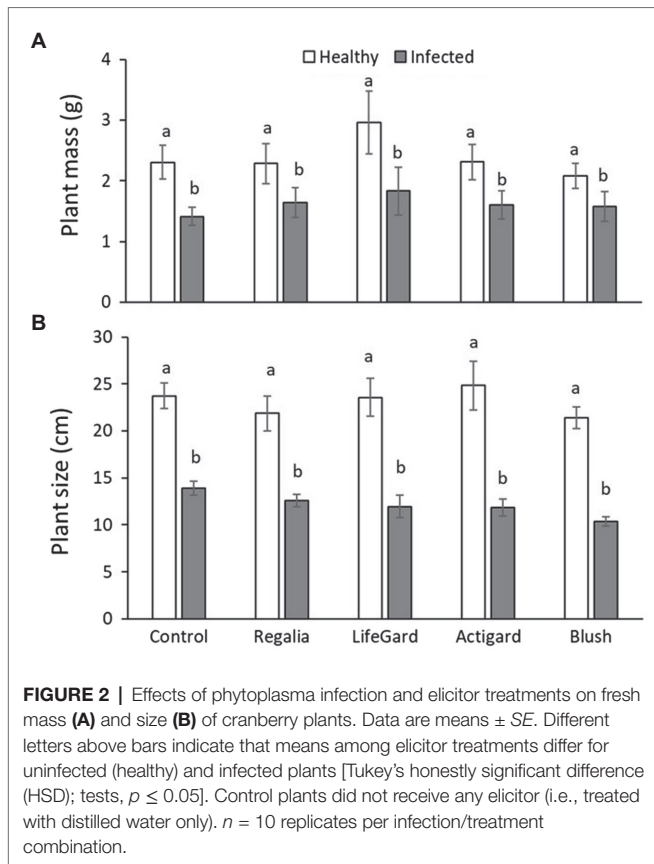 A
Healthy Infected
Plant mass (g)
4
3
2
1
0
a b a b a b a b a b
B
Plant size (cm)
30
25
20
15
10
5
0
a b a b a b a b a b
Control Regalia LifeGard Actigard Blush
FIGURE 2 | Effects of phytoplasma infection and elicitor treatments on fresh
mass (A) and size (B) of cranberry plants. Data are means ± SE. Different
letters above bars indicate that means among elicitor treatments differ for
uninfected (healthy) and infected plants [Tukey's honestly significant difference
(HSD); tests, p ≤ 0.05]. Control plants did not receive any elicitor (i.e., treated
with distilled water only). n = 10 replicates per infection/treatment
combination.